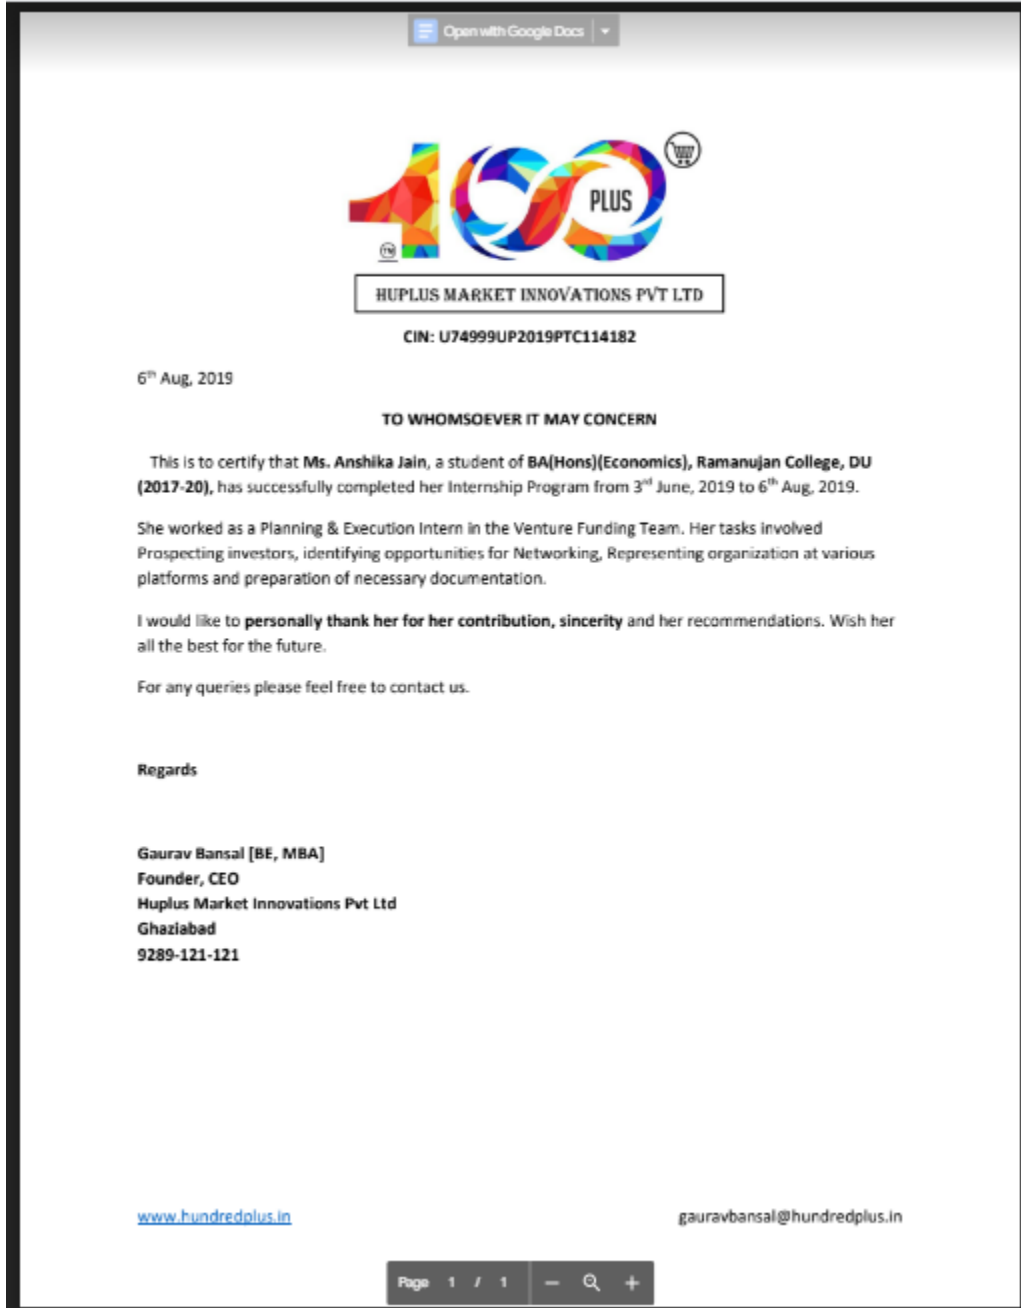 Open with Google Docs
100
PLUS
TM
HUPLUS MARKET INNOVATIONS PVT LTD
CIN: U74999UP2019PTC114182
6th Aug, 2019
TO WHOMSOEVER IT MAY CONCERN
This is to certify that Ms. Anshika Jain, a student of BA(Hons)(Economics), Ramanujan College, DU
(2017-20), has successfully completed her Internship Program from 3rd June, 2019 to 6th Aug, 2019.
She worked as a Planning & Execution Intern in the Venture Funding Team. Her tasks involved
Prospecting investors, identifying opportunities for Networking, Representing organization at various
platforms and preparation of necessary documentation.
I would like to personally thank her for her contribution, sincerity and her recommendations. Wish her
all the best for the future.
For any queries please feel free to contact us.
Regards
Gaurav Bansal [BE, MBA]
Founder, CEO
Huplus Market Innovations Pvt Ltd
Ghaziabad
9289-121-121
www.hundredplus.in gauravbansal@hundredplus.in
Page 1 / 1